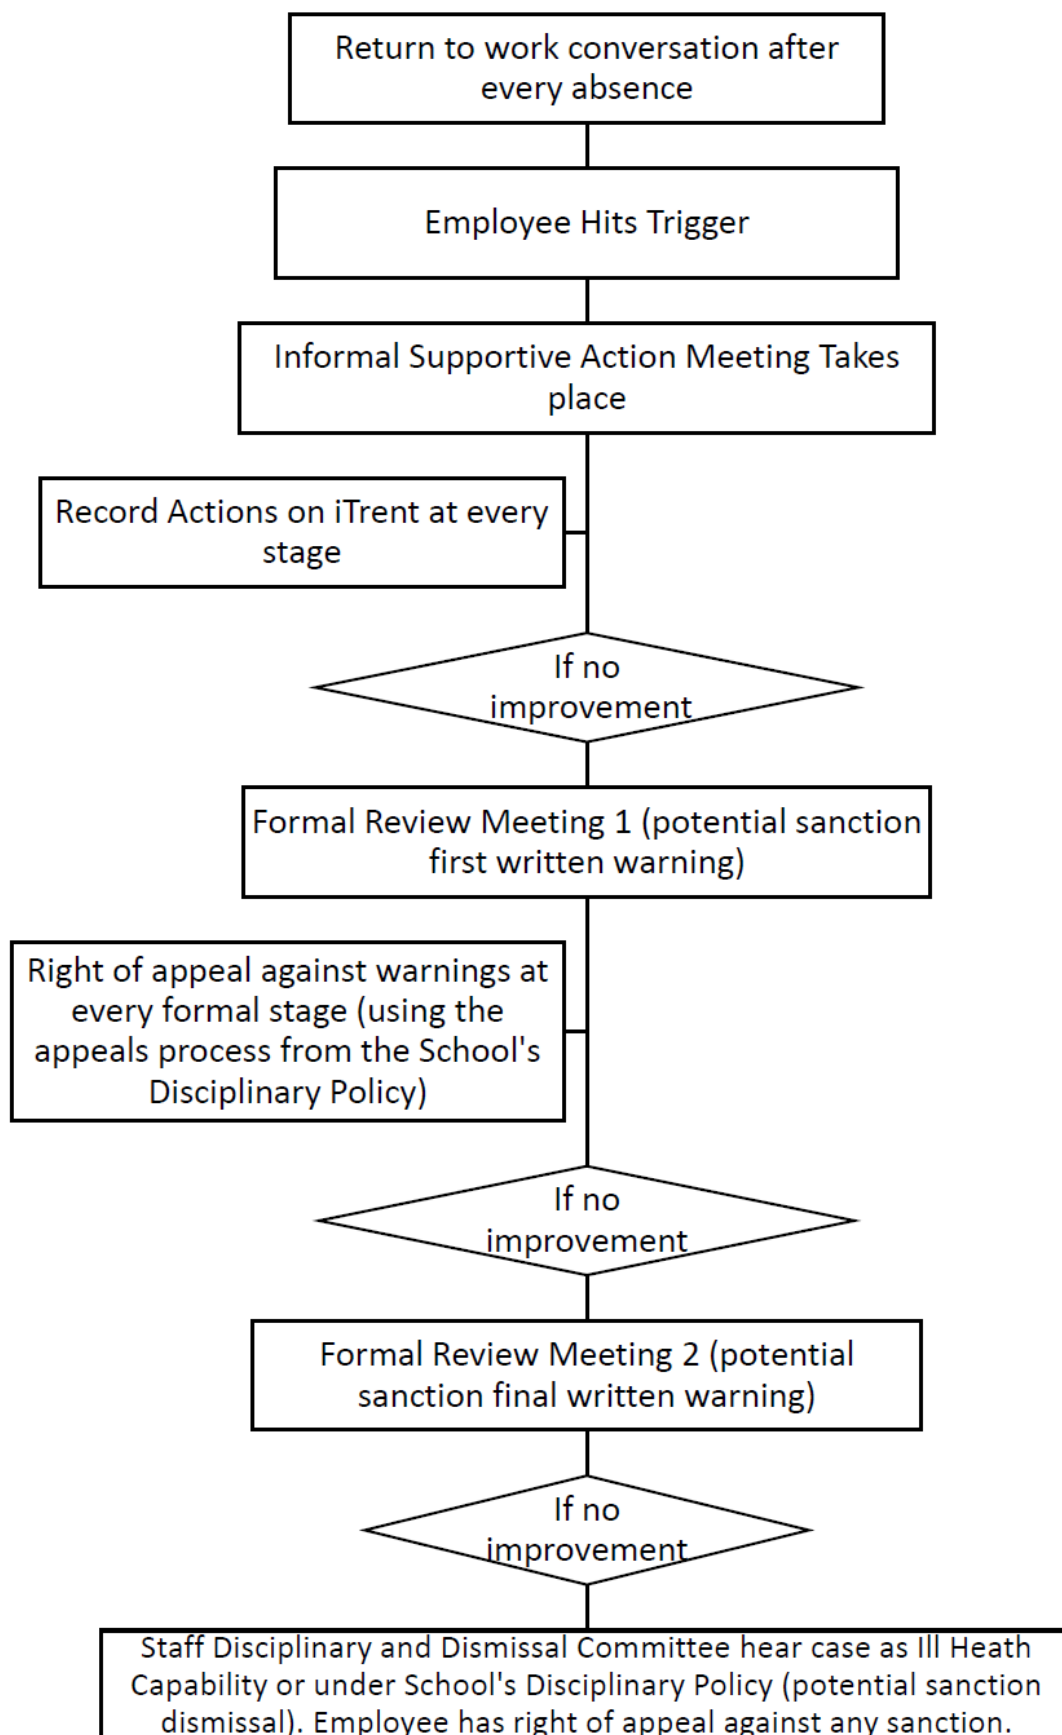 Return to work conversation after
every absence
Employee Hits Trigger
Informal Supportive Action Meeting Takes
place
Record Actions on iTrent at every
stage
If no
improvement
Formal Review Meeting 1 (potential sanction
first written warning)
Right of appeal against warnings at
every formal stage (using the
appeals process from the School's
Disciplinary Policy)
If no
improvement
Formal Review Meeting 2 (potential
sanction final written warning)
If no
improvement
Staff Disciplinary and Dismissal Committee hear case as Ill Heath
Capability or under School's Disciplinary Policy (potential sanction
dismissal). Employee has right of appeal against any sanction.